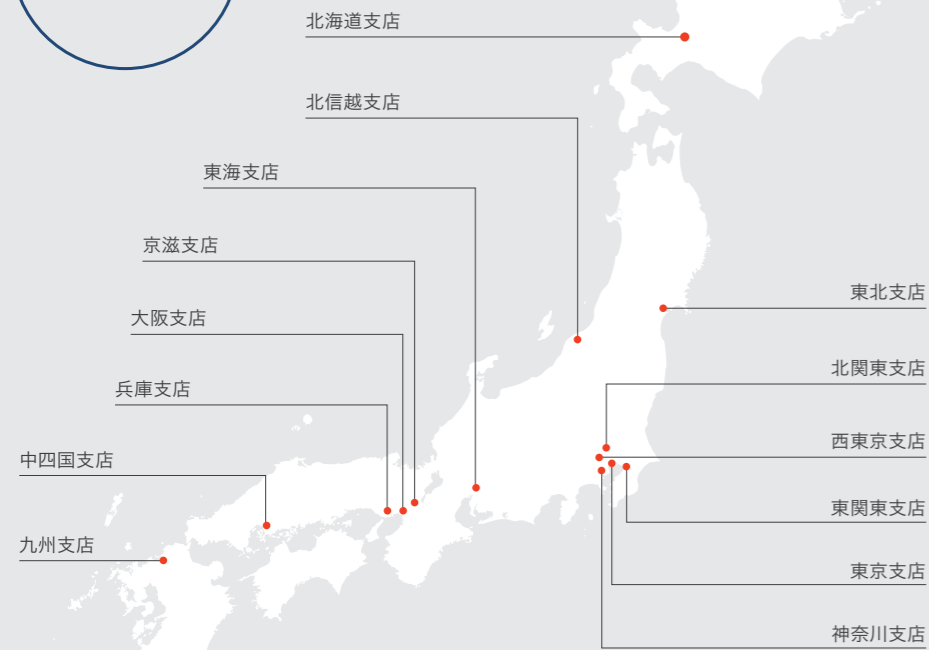 北海道支店
北信越支店
東海支店
京滋支店
大阪支店
兵庫支店
中四国支店
九州支店
東北支店
北関東支店
西東京支店
東関東支店
東京支店
神奈川支店